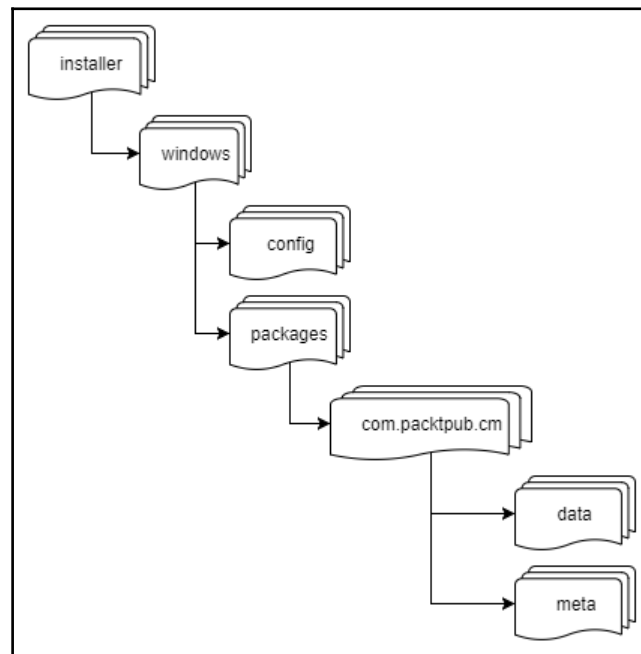 installer
windows
config
packages
com.packtpub.cm
data
meta